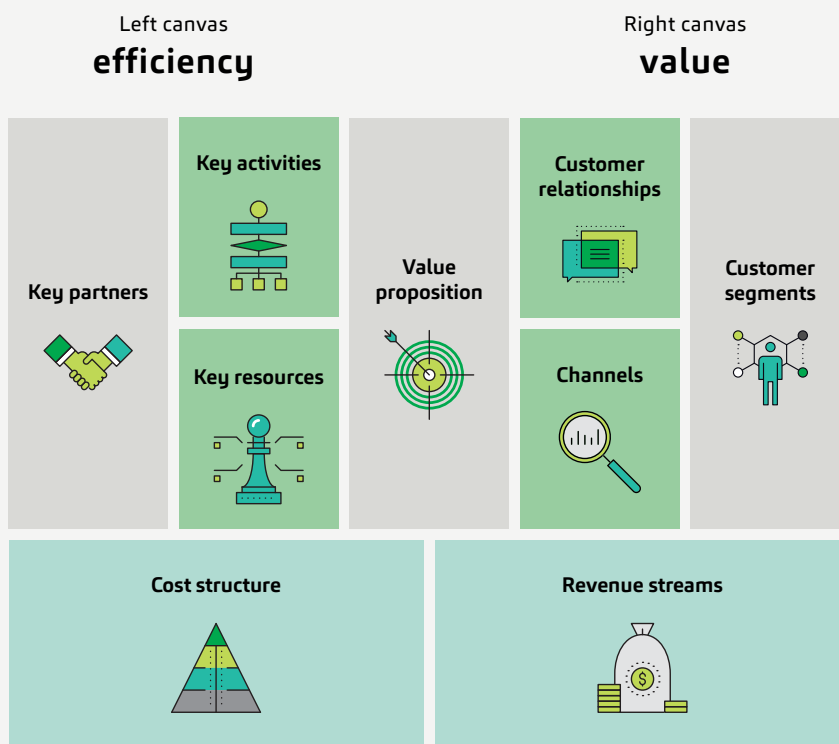 Left canvas
efficiency
Right canvas
value
Key partners
Key activities
Key resources
Value
proposition
Customer
relationships
Channels
Customer
segments
Cost structure
Revenue streams
$